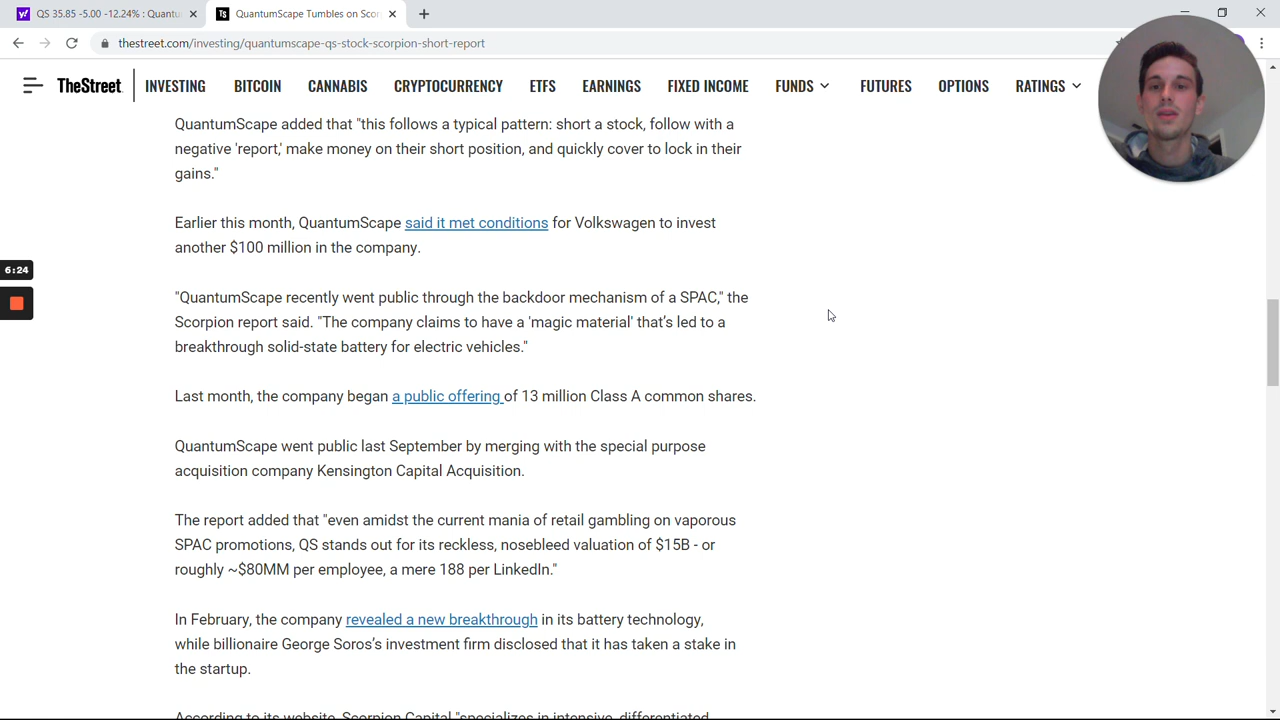 QS 35.85 -5.00 -12.24% : Quantu
QuantumScape Tumbles on Scor
thestreet.com/investing/quantumscape-qs-stock-scorpion-short-report
TheStreet
INVESTING BITCOIN CANNABIS CRYPTOCURRENCY ETFS EARNINGS FIXED INCOME FUNDS FUTURES OPTIONS RATINGS
QuantumScape added that "this follows a typical pattern: short a stock, follow with a
negative 'report,' make money on their short position, and quickly cover to lock in their
gains."
Earlier this month, QuantumScape said it met conditions for Volkswagen to invest
another $100 million in the company.
6:24
"QuantumScape recently went public through the backdoor mechanism of a SPAC," the
Scorpion report said. "The company claims to have a 'magic material' that's led to a
breakthrough solid-state battery for electric vehicles."
Last month, the company began a public offering of 13 million Class A common shares.
QuantumScape went public last September by merging with the special purpose
acquisition company Kensington Capital Acquisition.
The report added that "even amidst the current mania of retail gambling on vaporous
SPAC promotions, QS stands out for its reckless, nosebleed valuation of $15B - or
roughly ~$80MM per employee, a mere 188 per LinkedIn."
In February, the company revealed a new breakthrough in its battery technology,
while billionaire George Soros's investment firm disclosed that it has taken a stake in
the startup.
According to its website, Scorpion Capital "specializes in intensive, differentiated